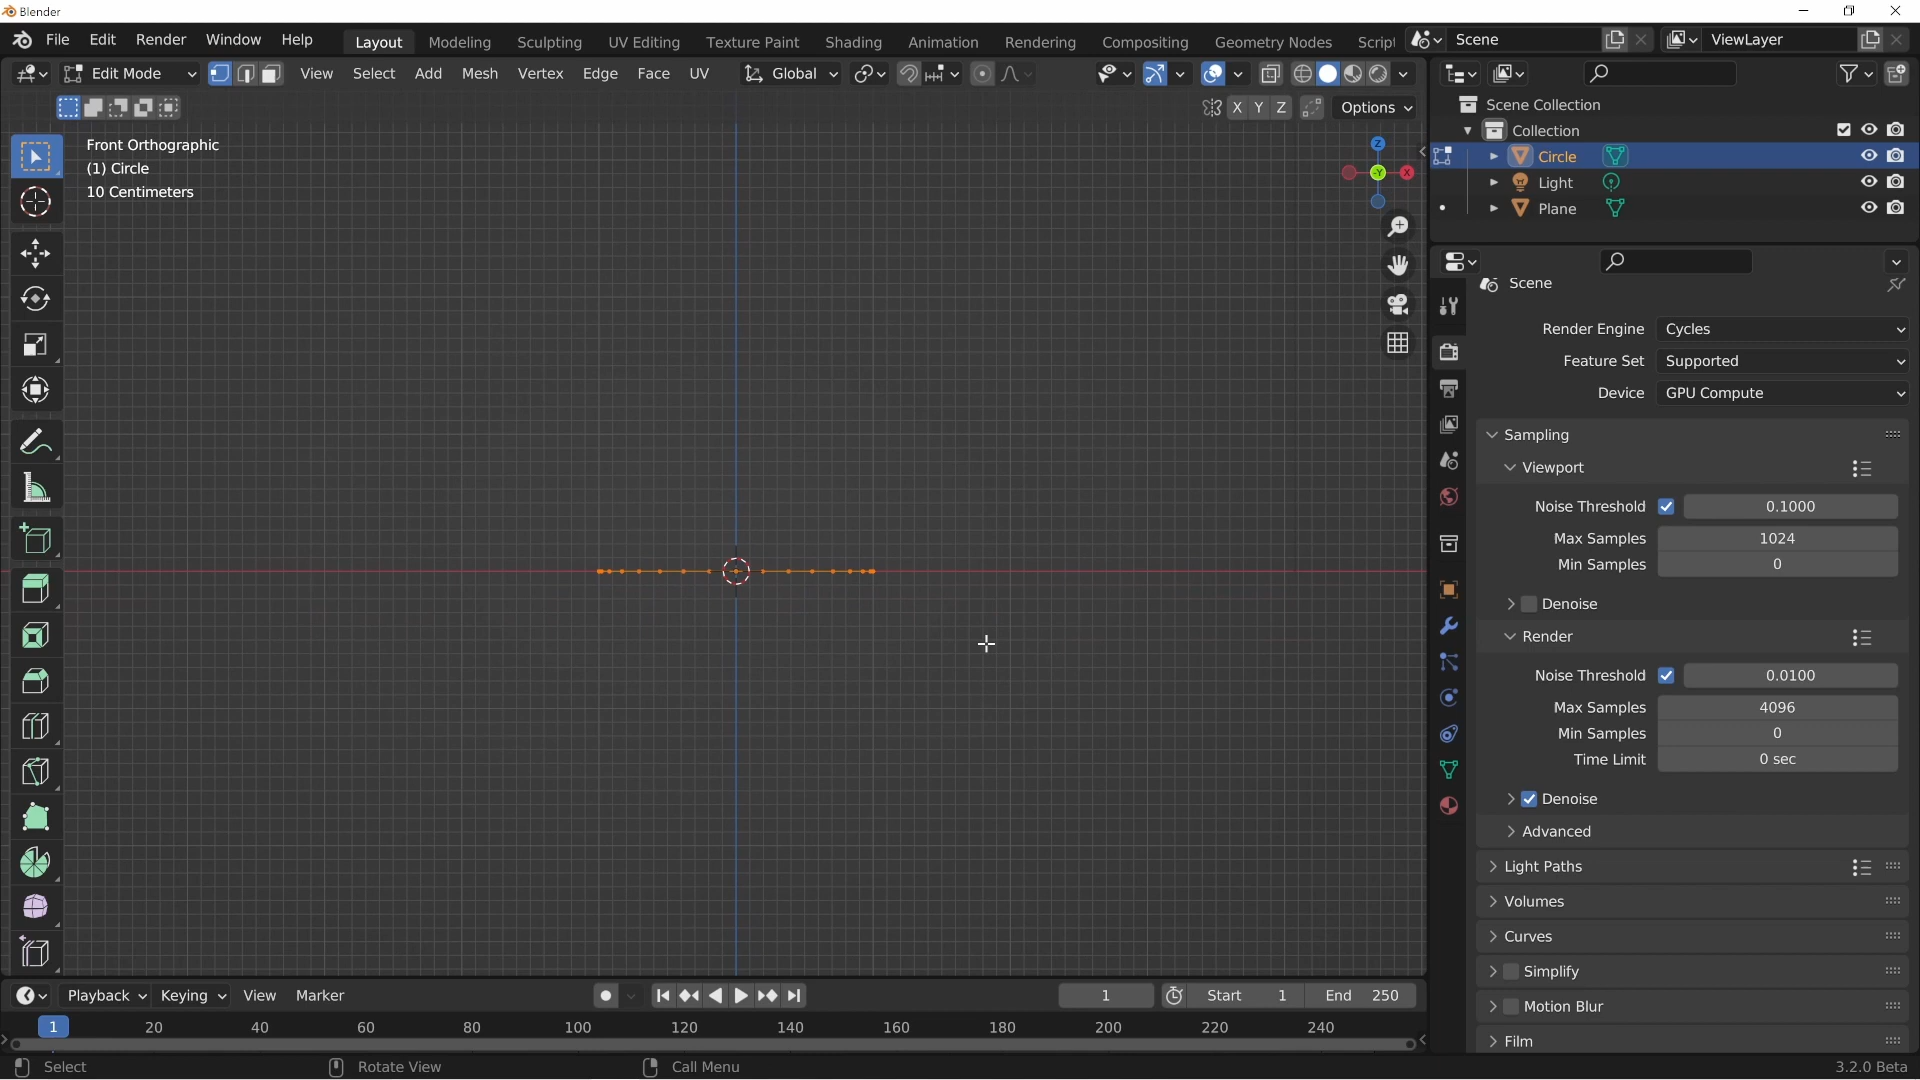 Blender
File Edit Render Window Help
Layout Modeling Sculpting UV Editing Texture Paint Shading Animation Rendering Compositing Geometry Nodes Script
Scene
ViewLayer
Edit Mode
View Select Add Mesh Vertex Edge Face UV
Global
X Y Z
Options
Front Orthographic
(1) Circle
10 Centimeters
Z
-Y
X
Scene Collection
Collection
Circle
Light
Plane
Scene
Render Engine Cycles
Feature Set Supported
Device GPU Compute
Sampling
Viewport
Noise Threshold 0.1000
Max Samples 1024
Min Samples 0
Denoise
Render
Noise Threshold 0.0100
Max Samples 4096
Min Samples 0
Time Limit 0 sec
Denoise
Advanced
Light Paths
Volumes
Curves
Simplify
Motion Blur
Film
Playback Keying View Marker
1
Start 1
End 250
1 20 40 60 80 100 120 140 160 180 200 220 240
Select
Rotate View
Call Menu
3.2.0 Beta